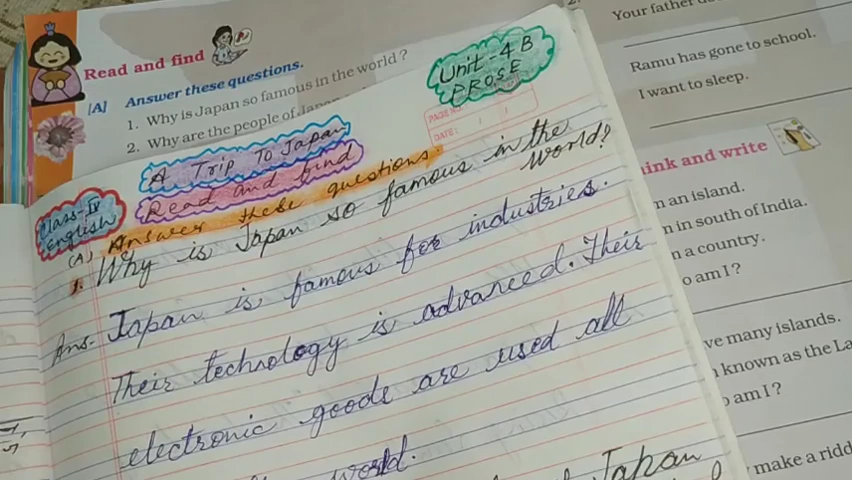 Read and find
[A] Answer these questions.
1. Why is Japan so famous in the world?
2. Why are the people of Japan
Your father
Ramu has gone to school.
I want to sleep.
ink and write
n an island.
n in south of India.
n a country.
o am I?
ve many islands.
known as the La
o am I?
make a ridd
Unit-4 B
PROSE
PAGE NO.
DATE:
A Trip To Japan
Read and find
Class-IV
English
(A) Answer these questions.
1. Why is Japan so famous in the
world?
Ans. Japan is famous for industries.
Their technology is advanced. Their
electronic goods are used all
world.
Japan